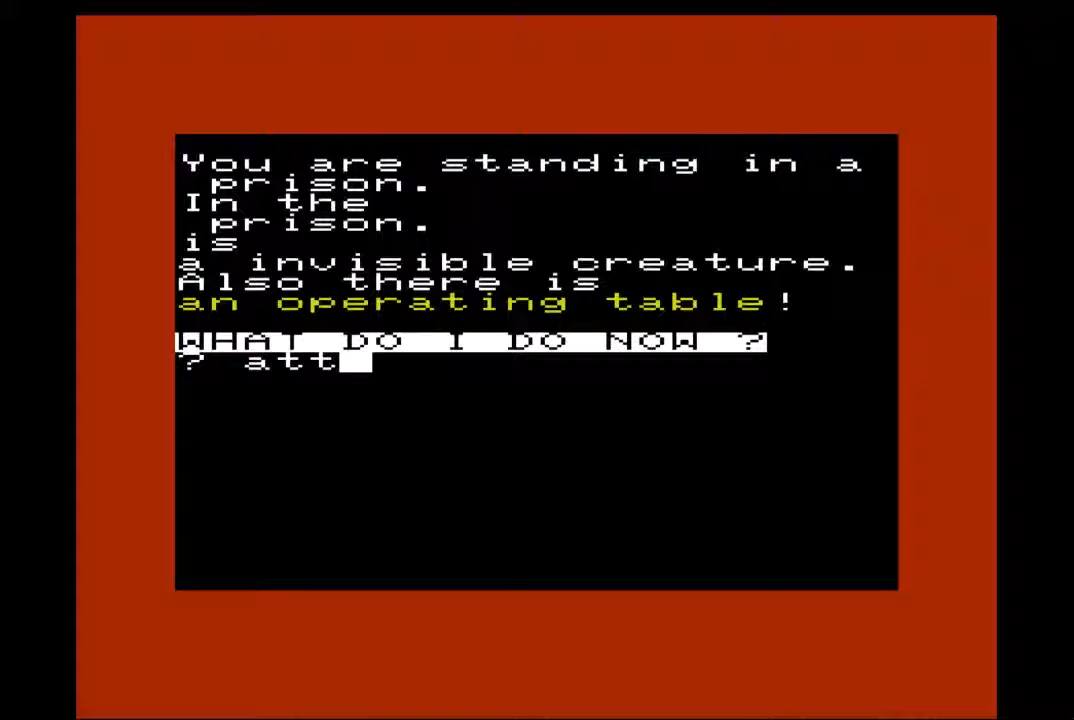 You are standing in a
prison.
In the
prison.
is
a invisible creature.
Also there is
an operating table!
WHAT DO I DO NOW ?
? att